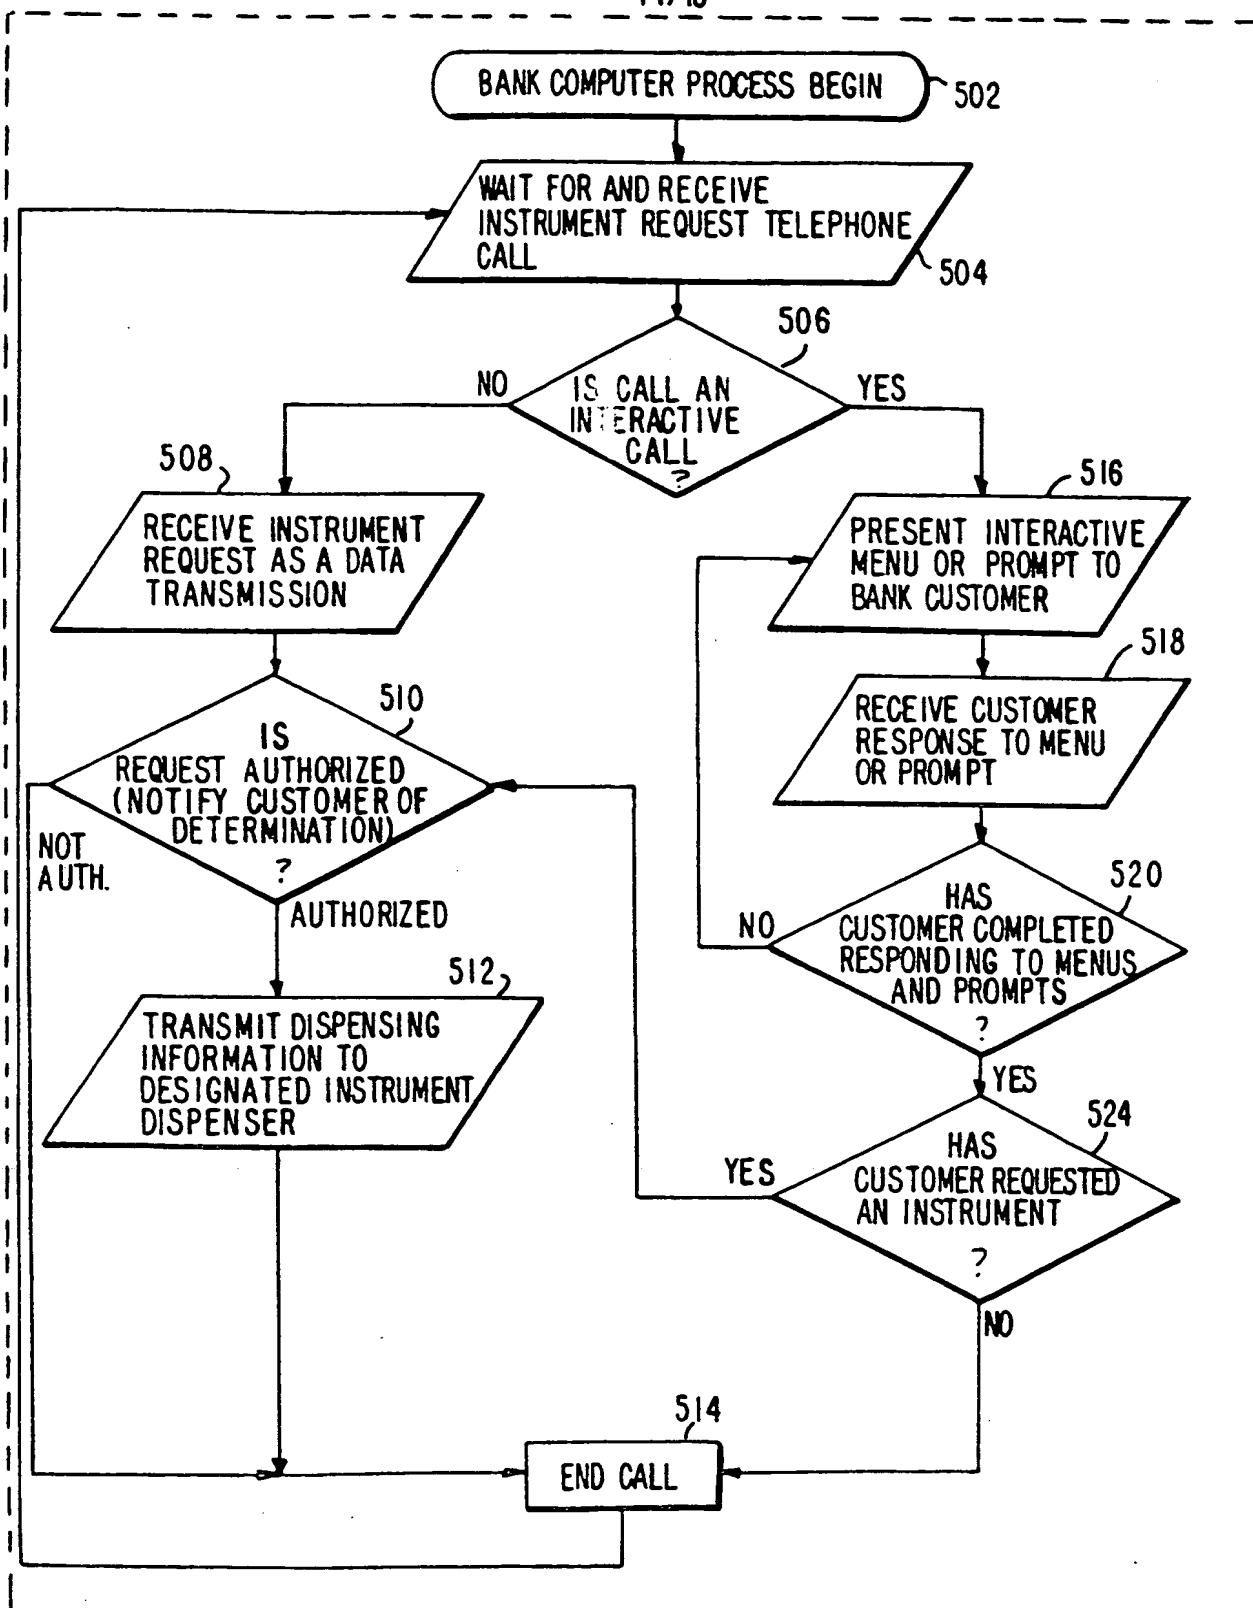 BANK COMPUTER PROCESS BEGIN
502
WAIT FOR AND RECEIVE
INSTRUMENT REQUEST TELEPHONE
CALL
504
506
NO
IS CALL AN
INTERACTIVE
CALL
?
YES
508
RECEIVE INSTRUMENT
REQUEST AS A DATA
TRANSMISSION
516
PRESENT INTERACTIVE
MENU OR PROMPT TO
BANK CUSTOMER
518
RECEIVE CUSTOMER
RESPONSE TO MENU
OR PROMPT
510
IS
REQUEST AUTHORIZED
(NOTIFY CUSTOMER OF
DETERMINATION)
?
NOT
AUTH.
AUTHORIZED
520
NO
HAS
CUSTOMER COMPLETED
RESPONDING TO MENUS
AND PROMPTS
?
YES
512
TRANSMIT DISPENSING
INFORMATION TO
DESIGNATED INSTRUMENT
DISPENSER
524
YES
HAS
CUSTOMER REQUESTED
AN INSTRUMENT
?
NO
514
END CALL